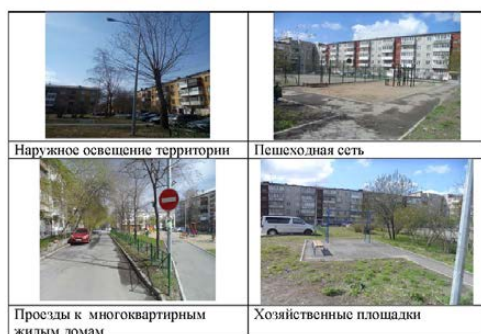 Наружное освещение территории
Пешеходная сеть
Проезды к многоквартирным
жилым домам
Хозяйственные площадки